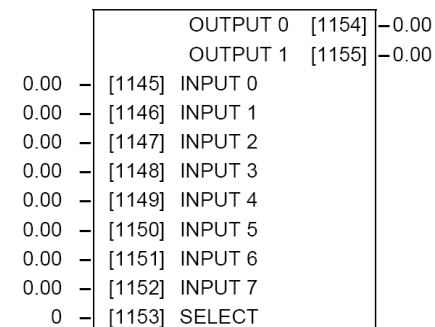 OUTPUT 0 [1154] –0.00
OUTPUT 1 [1155] –0.00
0.00 – [1145] INPUT 0
0.00 – [1146] INPUT 1
0.00 – [1147] INPUT 2
0.00 – [1148] INPUT 3
0.00 – [1149] INPUT 4
0.00 – [1150] INPUT 5
0.00 – [1151] INPUT 6
0.00 – [1152] INPUT 7
0 – [1153] SELECT